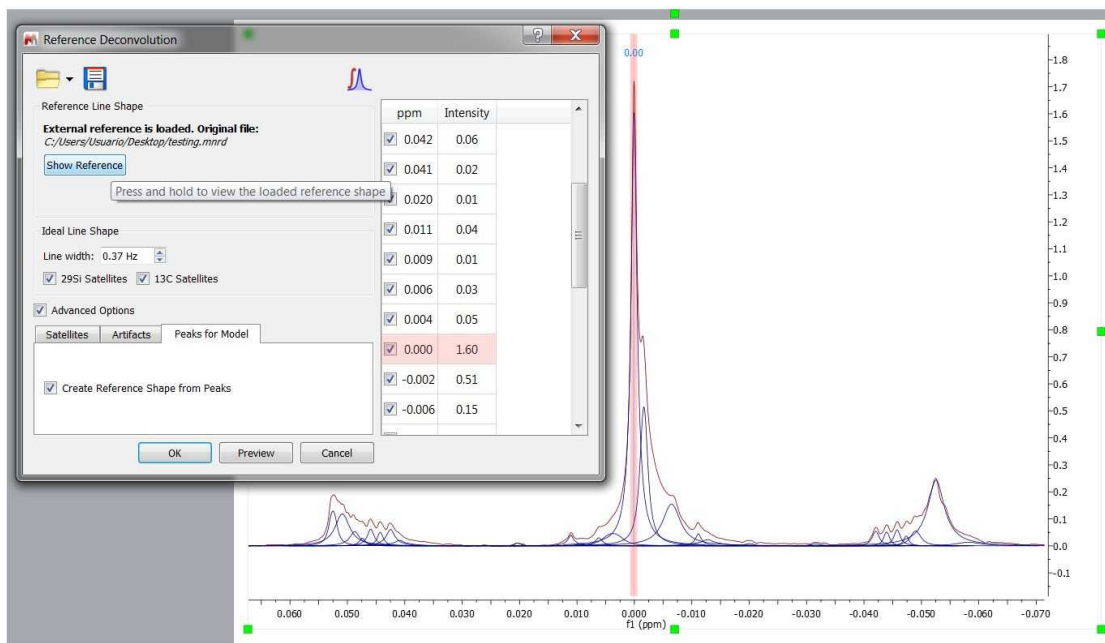 Reference Deconvolution
Reference Line Shape
External reference is loaded. Original file:
C:/Users/Usuario/Desktop/testing.mnrd
Show Reference
Press and hold to view the loaded reference shape
Ideal Line Shape
Line width: 0.37 Hz
29Si Satellites 13C Satellites
Advanced Options
Satellites Artifacts Peaks for Model
Create Reference Shape from Peaks
OK Preview Cancel
ppm Intensity
0.042 0.06
0.041 0.02
0.020 0.01
0.011 0.04
0.009 0.01
0.006 0.03
0.004 0.05
0.000 1.60
-0.002 0.51
-0.006 0.15
0.00
1.8
1.7
1.6
1.5
1.4
1.3
1.2
1.1
1.0
0.9
0.8
0.7
0.6
0.5
0.4
0.3
0.2
0.1
0.0
-0.1
0.060 0.050 0.040 0.030 0.020 0.010 0.000 -0.010 -0.020 -0.030 -0.040 -0.050 -0.060 -0.070
f1 (ppm)